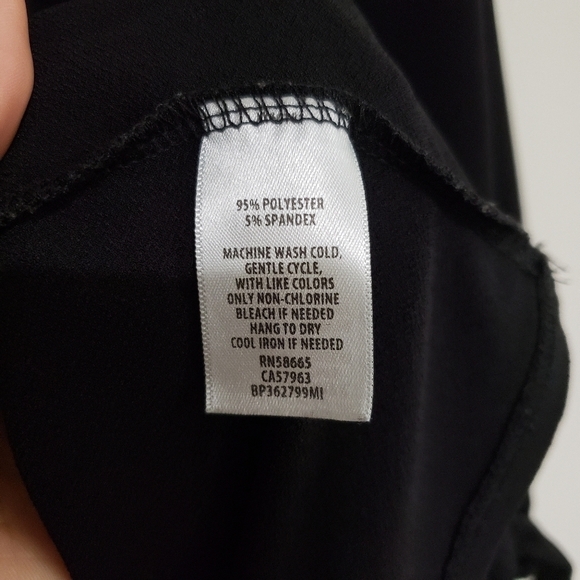 95% POLYESTER
5% SPANDEX
MACHINE WASH COLD,
GENTLE CYCLE,
WITH LIKE COLORS
ONLY NON-CHLORINE
BLEACH IF NEEDED
HANG TO DRY
COOL IRON IF NEEDED
RN58665
CA57963
BP362799MI